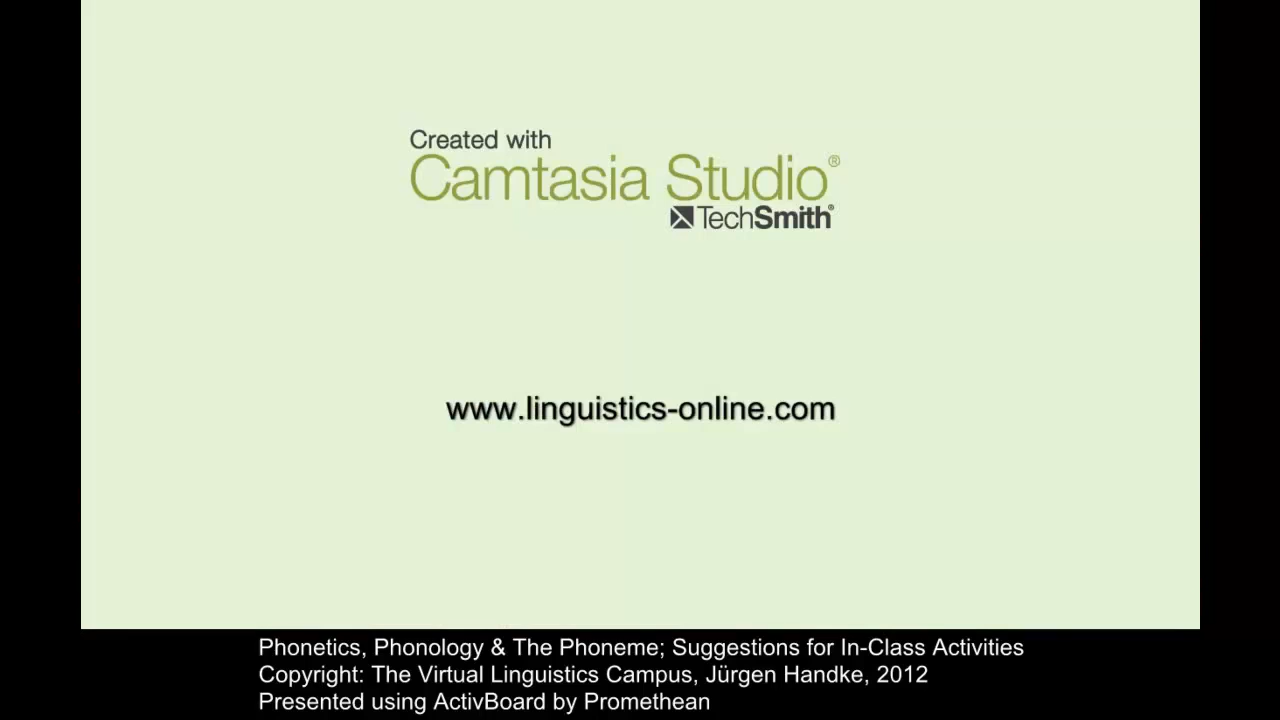 Created with
Camtasia Studio®
TechSmith®
www.linguistics-online.com
Phonetics, Phonology & The Phoneme; Suggestions for In-Class Activities
Copyright: The Virtual Linguistics Campus, Jürgen Handke, 2012
Presented using ActivBoard by Promethean